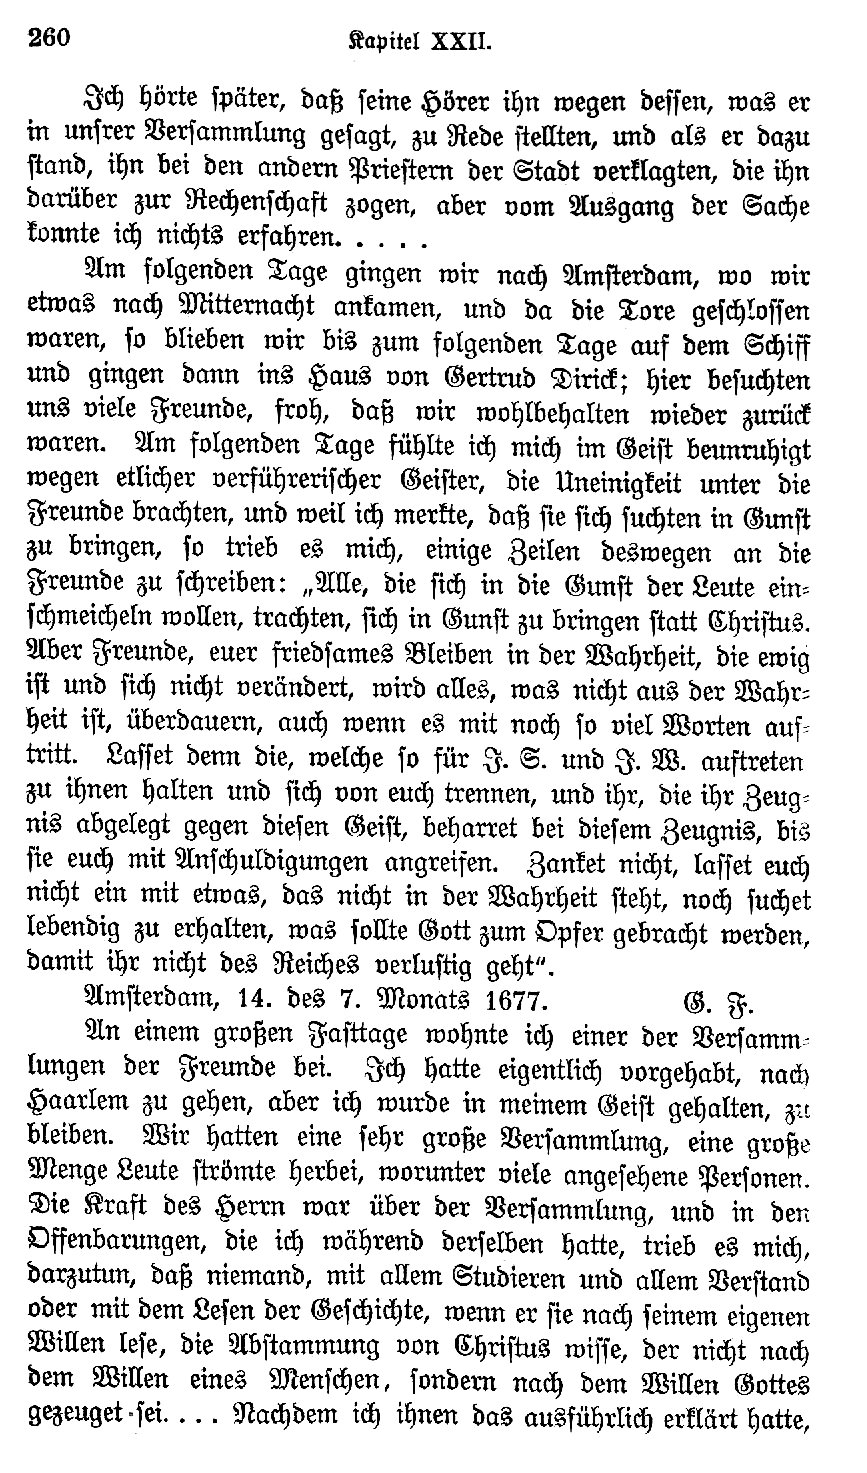 260 Kapitel XXII.
Ich hörte später, daß seine Hörer ihn wegen dessen, was er
in unsrer Versammlung gesagt, zu Rede stellten, und als er dazu
stand, ihn bei den andern Priestern der Stadt verklagten, die ihn
darüber zur Rechenschaft zogen, aber vom Ausgang der Sache
konnte ich nichts erfahren. . . . .
Am folgenden Tage gingen wir nach Amsterdam, wo wir
etwas nach Mitternacht ankamen, und da die Tore geschlossen
waren, so blieben wir bis zum folgenden Tage auf dem Schiff
und gingen dann ins Haus von Gertrud Dirick; hier besuchten
uns viele Freunde, froh, daß wir wohlbehalten wieder zurück
waren. Am folgenden Tage fühlte ich mich im Geist beunruhigt
wegen etlicher verführerischer Geister, die Uneinigkeit unter die
Freunde brachten, und weil ich merkte, daß sie sich suchten in Gunst
zu bringen, so trieb es mich, einige Zeilen deswegen an die
Freunde zu schreiben: „Alle, die sich in die Gunst der Leute ein-
schmeicheln wollen, trachten, sich in Gunst zu bringen statt Christus.
Aber Freunde, euer friedsames Bleiben in der Wahrheit, die ewig
ist und sich nicht verändert, wird alles, was nicht aus der Wahr-
heit ist, überdauern, auch wenn es mit noch so viel Worten auf-
tritt. Lasset denn die, welche so für J. S. und J. W. auftreten
zu ihnen halten und sich von euch trennen, und ihr, die ihr Zeug-
nis abgelegt gegen diesen Geist, beharret bei diesem Zeugnis, bis
sie euch mit Anschuldigungen angreifen. Zanket nicht, lasset euch
nicht ein mit etwas, das nicht in der Wahrheit steht, noch suchet
lebendig zu erhalten, was sollte Gott zum Opfer gebracht werden,
damit ihr nicht des Reiches verlustig geht“.
Amsterdam, 14. des 7. Monats 1677. G. F.
An einem großen Fasttage wohnte ich einer der Versamm-
lungen der Freunde bei. Ich hatte eigentlich vorgehabt, nach
Haarlem zu gehen, aber ich wurde in meinem Geist gehalten, zu
bleiben. Wir hatten eine sehr große Versammlung, eine große
Menge Leute strömte herbei, worunter viele angesehene Personen.
Die Kraft des Herrn war über der Versammlung, und in den
Offenbarungen, die ich während derselben hatte, trieb es mich,
darzutun, daß niemand, mit allem Studieren und allem Verstand
oder mit dem Lesen der Geschichte, wenn er sie nach seinem eigenen
Willen lese, die Abstammung von Christus wisse, der nicht nach
dem Willen eines Menschen, sondern nach dem Willen Gottes
gezeuget sei. . . . Nachdem ich ihnen das ausführlich erklärt hatte,